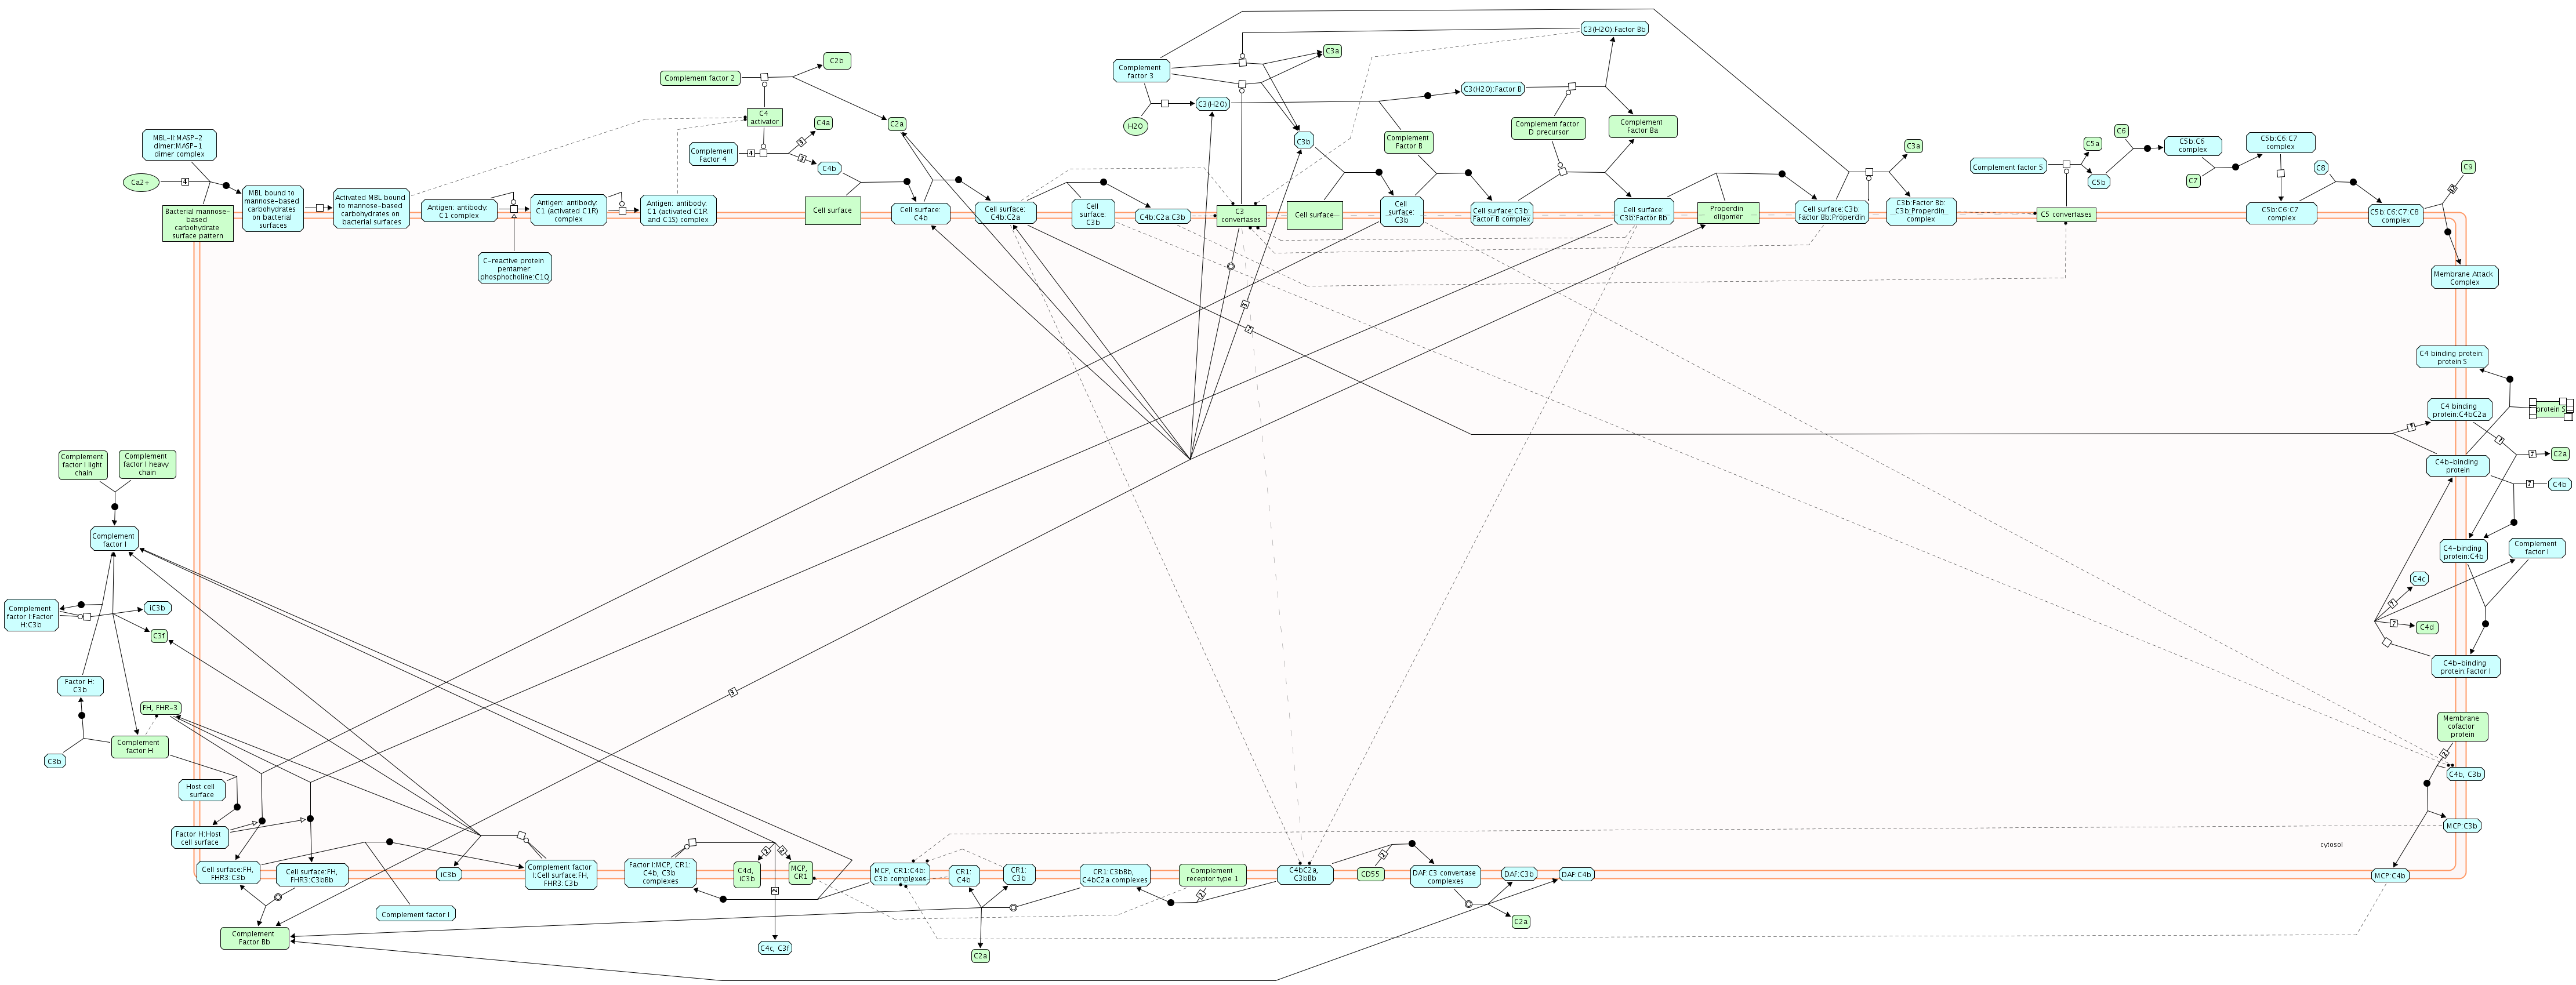 C3(H2O):Factor Bb
C3a
Complement
factor 3
C2b
Complement factor 2
C3(H2O):Factor B
C3(H2O)
H2O
C4
activator
C4a
C2a
Complement factor
D precursor
Complement
Factor Ba
Complement
Factor B
C3b
MBL-II:MASP-2
dimer:MASP-1
dimer complex
Ca2+
4
Complement
Factor 4
4
C4b
C3a
Complement factor 5
C5a
C5b
C6
C5b:C6
complex
C7
C5b:C6:C7
complex
C8
C9
Bacterial mannose-
based
carbohydrate
surface pattern
MBL bound to
mannose-based
carbohydrates
on bacterial
surfaces
Activated MBL bound
to mannose-based
carbohydrates on
bacterial surfaces
Antigen: antibody:
C1 complex
Antigen: antibody:
C1 (activated C1R)
complex
Antigen: antibody:
C1 (activated C1R
and C1S) complex
Cell surface
Cell surface:
C4b
Cell surface:
C4b:C2a
Cell
surface:
C3b
C4b:C2a:C3b
C3
convertases
Cell surface
Cell
surface:
C3b
Cell surface:C3b:
Factor B complex
Cell surface:
C3b:Factor Bb
Properdin
oligomer
Cell surface:C3b:
Factor Bb:Properdin
C3b:Factor Bb:
C3b:Properdin
complex
C5 convertases
C5b:C6:C7
complex
C5b:C6:C7:C8
complex
C-reactive protein
pentamer:
phosphocholine:C1Q
Membrane Attack
Complex
C4 binding protein:
protein S
C4 binding
protein:C4bC2a
protein S
C4b-binding
protein
C2a
C4b
Complement
factor I light
chain
Complement
factor I heavy
chain
Complement
factor I
C4-binding
protein:C4b
Complement
factor I
C4c
C4d
C4b-binding
protein:Factor I
Complement
factor I:Factor
H:C3b
iC3b
C3f
Factor H:
C3b
FH, FHR-3
Complement
factor H
C3b
Membrane
cofactor
protein
C4b, C3b
Host cell
surface
Factor H:Host
cell surface
MCP:C3b
cytosol
Cell surface:FH,
FHR3:C3b
Cell surface:FH,
FHR3:C3bBb
iC3b
Complement factor
I:Cell surface:FH,
FHR3:C3b
Factor I:MCP, CR1:
C4b, C3b
complexes
C4d,
iC3b
MCP,
CR1
MCP, CR1:C4b:
C3b complexes
CR1:
C4b
CR1:
C3b
CR1:C3bBb,
C4bC2a complexes
Complement
receptor type 1
C4bC2a,
C3bBb
CD55
DAF:C3 convertase
complexes
DAF:C3b
DAF:C4b
MCP:C4b
Complement factor I
Complement
Factor Bb
C4c, C3f
C2a
C2a